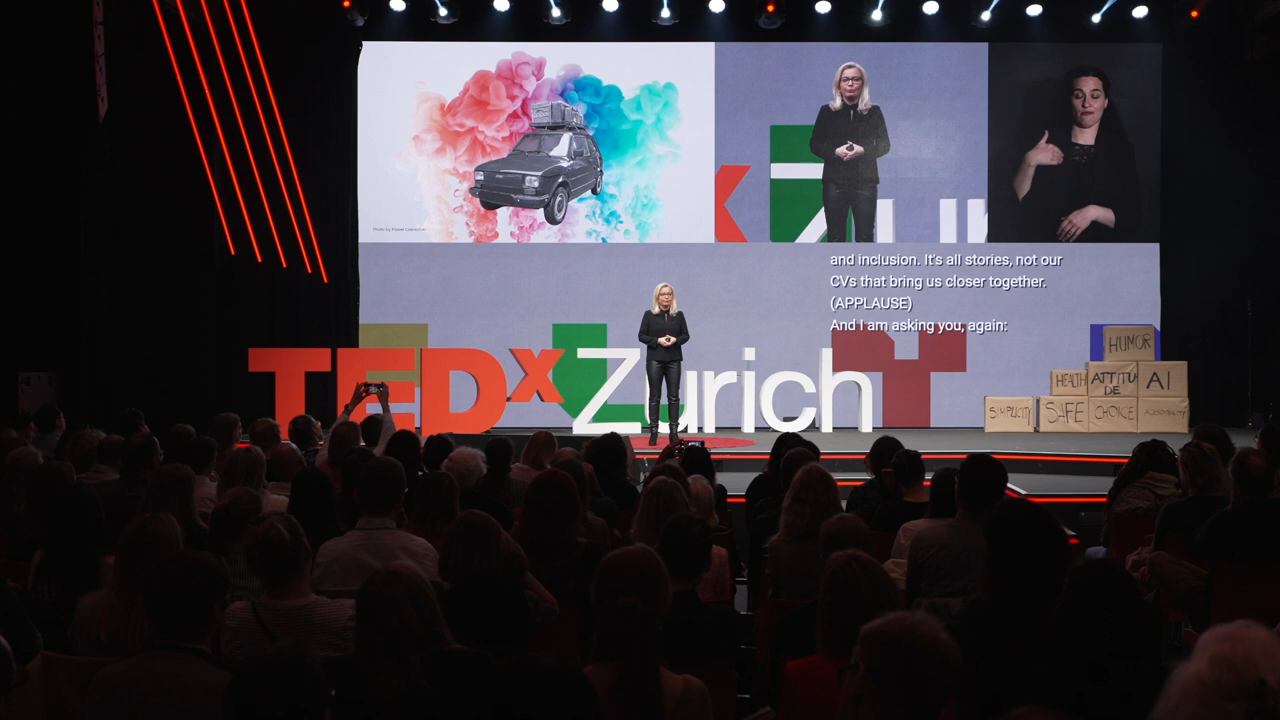 and inclusion. It's all stories, not our
CVs that bring us closer together.
(APPLAUSE)
And I am asking you, again:
TEDxZurich
HUMOR
HEALTH
ATTITU
DE
AI
SIMPLICITY
SAFE
CHOICE
ACCESSIBILITY